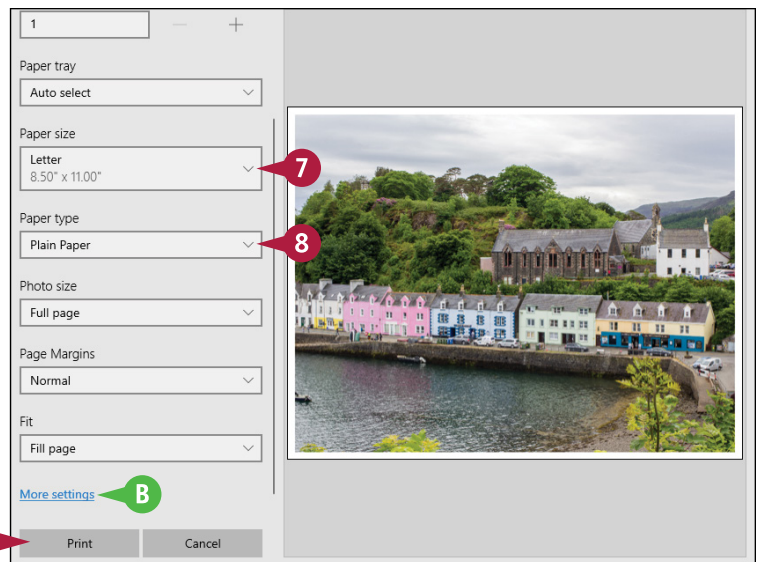 1
Paper tray
Auto select
Paper size
Letter
8.50" x 11.00"
7
Paper type
Plain Paper
8
Photo size
Full page
Page Margins
Normal
Fit
Fill page
More settings
B
Print
Cancel